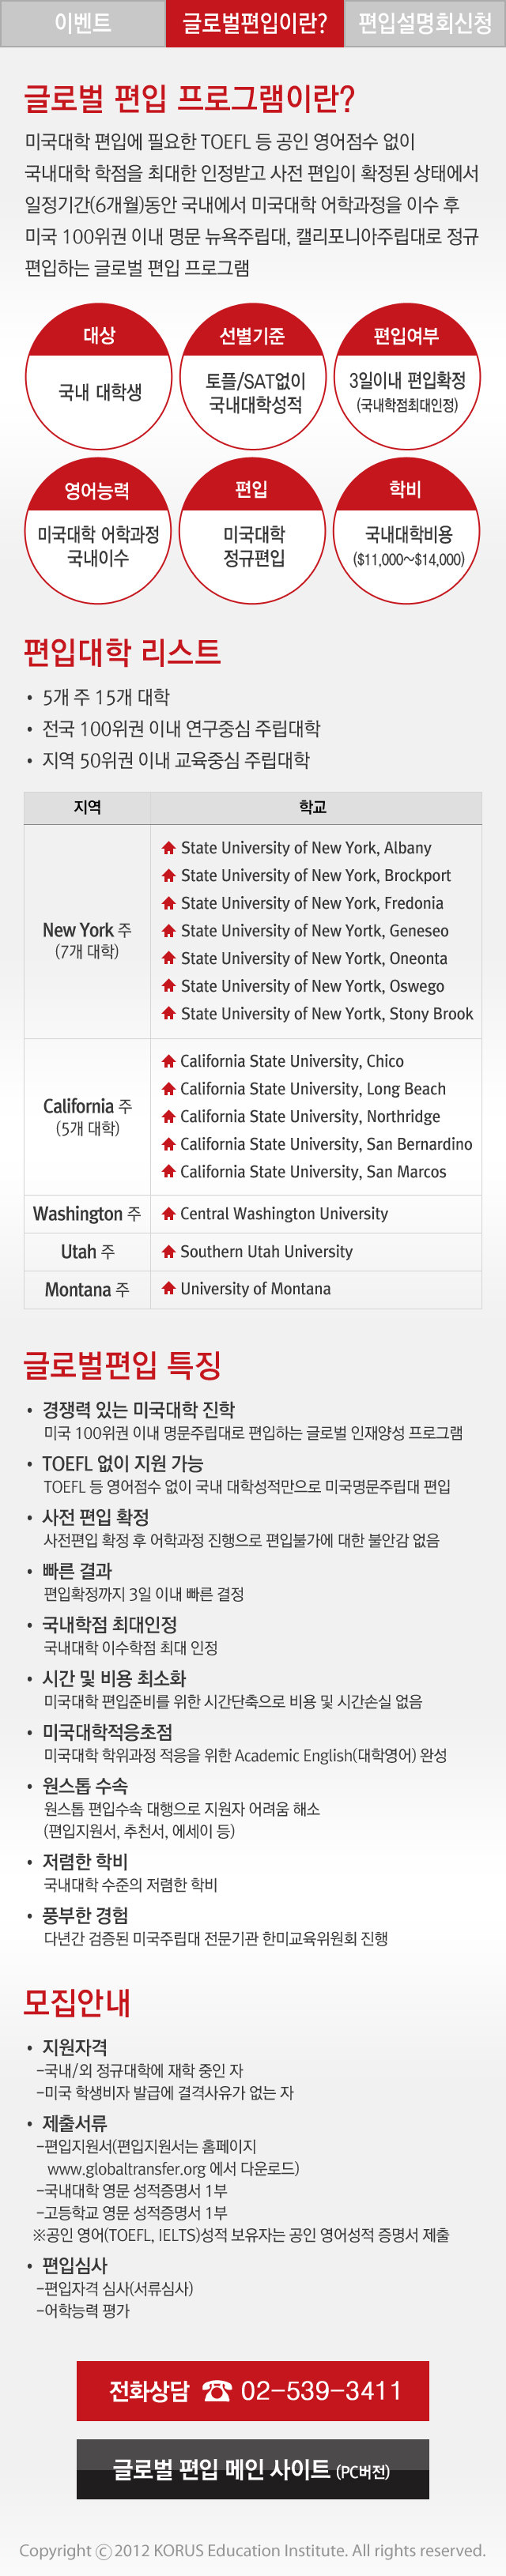 이벤트
글로벌편입이란?
편입설명회신청
글로벌 편입 프로그램이란?
미국대학 편입에 필요한 TOEFL 등 공인 영어점수 없이
국내대학 학점을 최대한 인정받고 사전 편입이 확정된 상태에서
일정기간(6개월)동안 국내에서 미국대학 어학과정을 이수 후
미국 100위권 이내 명문 뉴욕주립대, 캘리포니아주립대로 정규
편입하는 글로벌 편입 프로그램
대상
국내 대학생
선별기준
토플/SAT없이
국내대학성적
편입여부
3일이내 편입확정
(국내학점최대인정)
영어능력
미국대학 어학과정
국내이수
편입
미국대학
정규편입
학비
국내대학비용
($11,000~$14,000)
편입대학 리스트
• 5개 주 15개 대학
• 전국 100위권 이내 연구중심 주립대학
• 지역 50위권 이내 교육중심 주립대학
지역
학교
New York 주
(7개 대학)
State University of New York, Albany
State University of New York, Brockport
State University of New York, Fredonia
State University of New Yortk, Geneseo
State University of New Yortk, Oneonta
State University of New Yortk, Oswego
State University of New Yortk, Stony Brook
California 주
(5개 대학)
California State University, Chico
California State University, Long Beach
California State University, Northridge
California State University, San Bernardino
California State University, San Marcos
Washington 주
Central Washington University
Utah 주
Southern Utah University
Montana 주
University of Montana
글로벌편입 특징
• 경쟁력 있는 미국대학 진학
미국 100위권 이내 명문주립대로 편입하는 글로벌 인재양성 프로그램
• TOEFL 없이 지원 가능
TOEFL 등 영어점수 없이 국내 대학성적만으로 미국명문주립대 편입
• 사전 편입 확정
사전편입 확정 후 어학과정 진행으로 편입불가에 대한 불안감 없음
• 빠른 결과
편입확정까지 3일 이내 빠른 결정
• 국내학점 최대인정
국내대학 이수학점 최대 인정
• 시간 및 비용 최소화
미국대학 편입준비를 위한 시간단축으로 비용 및 시간손실 없음
• 미국대학적응초점
미국대학 학위과정 적응을 위한 Academic English(대학영어) 완성
• 원스톱 수속
원스톱 편입수속 대행으로 지원자 어려움 해소
(편입지원서, 추천서, 에세이 등)
• 저렴한 학비
국내대학 수준의 저렴한 학비
• 풍부한 경험
다년간 검증된 미국주립대 전문기관 한미교육위원회 진행
모집안내
• 지원자격
-국내/외 정규대학에 재학 중인 자
-미국 학생비자 발급에 결격사유가 없는 자
• 제출서류
-편입지원서(편입지원서는 홈페이지
www.globaltransfer.org 에서 다운로드)
-국내대학 영문 성적증명서 1부
-고등학교 영문 성적증명서 1부
※공인 영어(TOEFL, IELTS)성적 보유자는 공인 영어성적 증명서 제출
• 편입심사
-편입자격 심사(서류심사)
-어학능력 평가
전화상담 ☎ 02-539-3411
글로벌 편입 메인 사이트 (PC버전)
Copyright ⓒ 2012 KORUS Education Institute. All rights reserved.